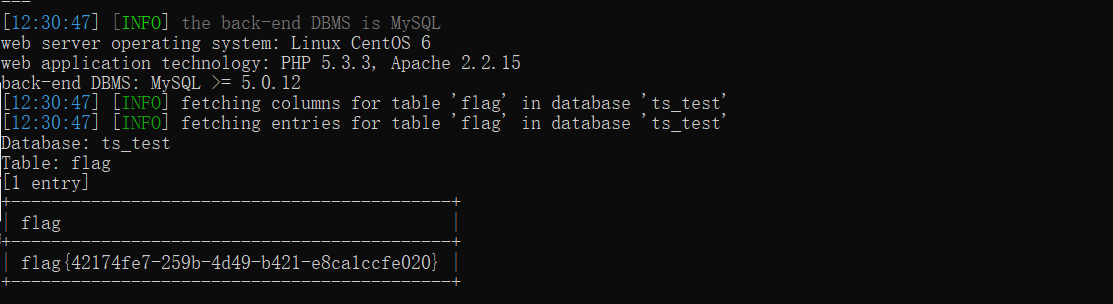 [12:30:47] [INFO] the back-end DBMS is MySQL
web server operating system: Linux CentOS 6
web application technology: PHP 5.3.3, Apache 2.2.15
back-end DBMS: MySQL >= 5.0.12
[12:30:47] [INFO] fetching columns for table 'flag' in database 'ts_test'
[12:30:47] [INFO] fetching entries for table 'flag' in database 'ts_test'
Database: ts_test
Table: flag
[1 entry]
+--------------------------------------------+
| flag                                       |
+--------------------------------------------+
| flag{42174fe7-259b-4d49-b421-e8ca1ccfe020} |
+--------------------------------------------+